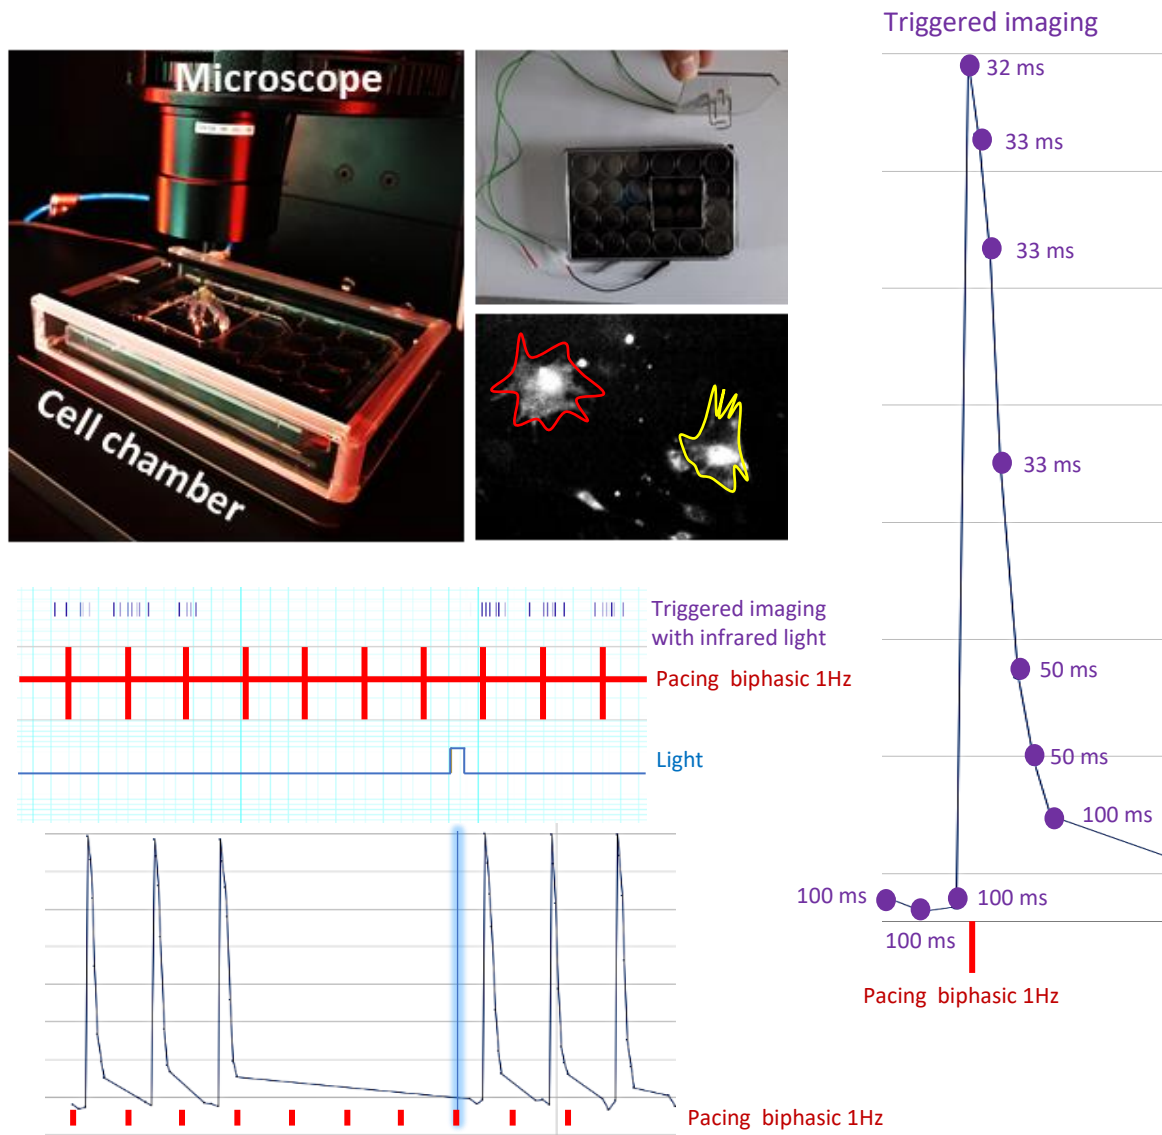 Triggered imaging
Microscope
Cell chamber
32 ms
33 ms
33 ms
33 ms
50 ms
50 ms
100 ms
100 ms
100 ms
100 ms
Pacing biphasic 1Hz
Triggered imaging
with infrared light
Pacing biphasic 1Hz
Light
Pacing biphasic 1Hz